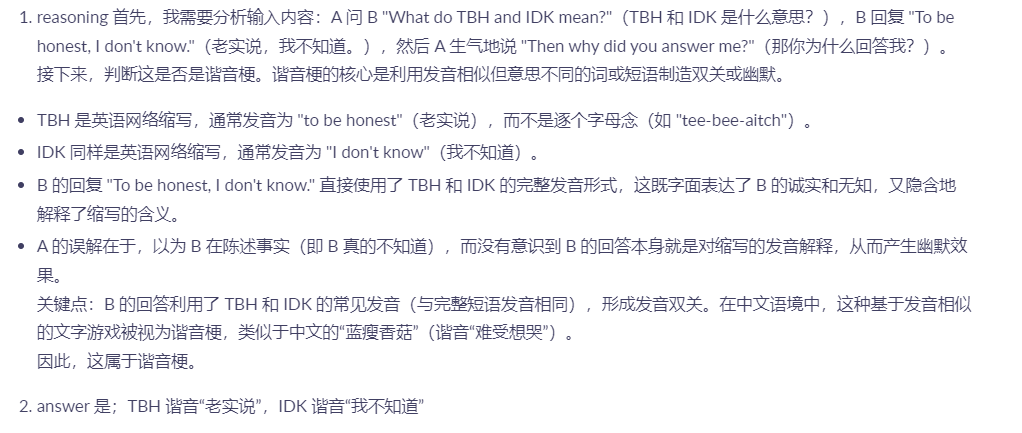 1. reasoning 首先，我需要分析输入内容：A 问 B "What do TBH and IDK mean?"（TBH 和 IDK 是什么意思？），B 回复 "To be
honest, I don't know."（老实说，我不知道。），然后 A 生气地说 "Then why did you answer me?"（那你为什么回答我？）。
接下来，判断这是否是谐音梗。谐音梗的核心是利用发音相似但意思不同的词或短语制造双关或幽默。
• TBH 是英语网络缩写，通常发音为 "to be honest"（老实说），而不是逐个字母念（如 "tee-bee-aitch"）。
• IDK 同样是英语网络缩写，通常发音为 "I don't know"（我不知道）。
• B 的回复 "To be honest, I don't know." 直接使用了 TBH 和 IDK 的完整发音形式，这既字面表达了 B 的诚实和无知，又隐含地
解释了缩写的含义。
• A 的误解在于，以为 B 在陈述事实（即 B 真的不知道），而没有意识到 B 的回答本身就是对缩写的发音解释，从而产生幽默效
果。
关键点：B 的回答利用了 TBH 和 IDK 的常见发音（与完整短语发音相同），形成发音双关。在中文语境中，这种基于发音相似
的文字游戏被视为谐音梗，类似于中文的“蓝瘦香菇”（谐音“难受想哭”）。
因此，这属于谐音梗。
2. answer 是；TBH 谐音“老实说”，IDK 谐音“我不知道”